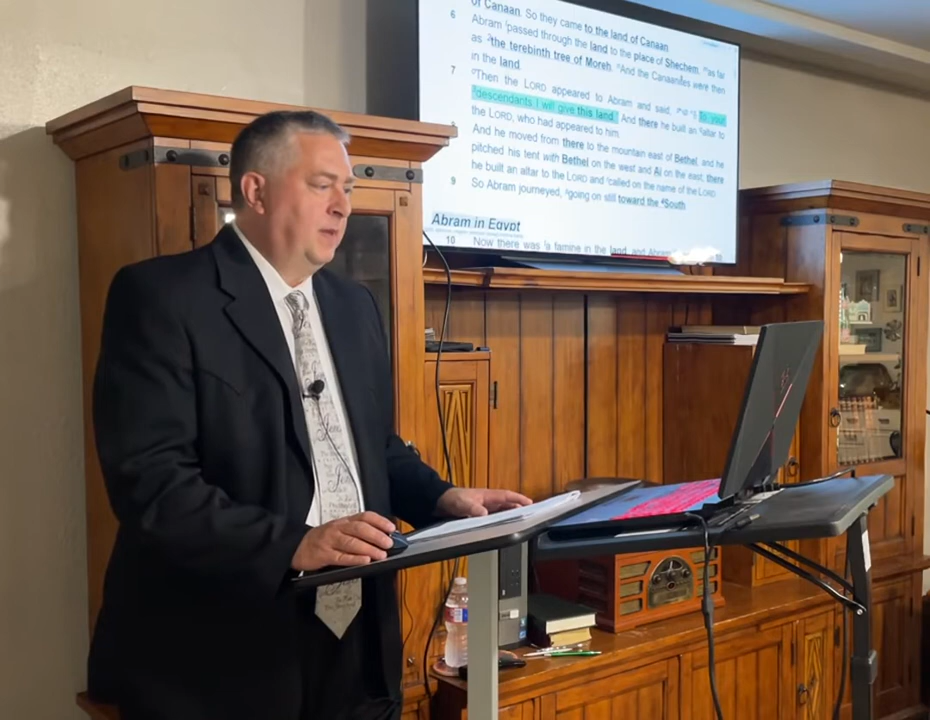 of Canaan. So they came to the land of Canaan.
6 Abram passed through the land to the place of Shechem, as far
as the terebinth tree of Moreh. And the Canaanites were then
in the land.
7 Then the LORD appeared to Abram and said, To your
descendants I will give this land. And there he built an altar to
the LORD, who had appeared to him.
And he moved from there to the mountain east of Bethel, and he
pitched his tent with Bethel on the west and Ai on the east; there
he built an altar to the LORD and called on the name of the LORD.
9 So Abram journeyed, going on still toward the South.
Abram in Egypt
10 Now there was a famine in the land, and Abram